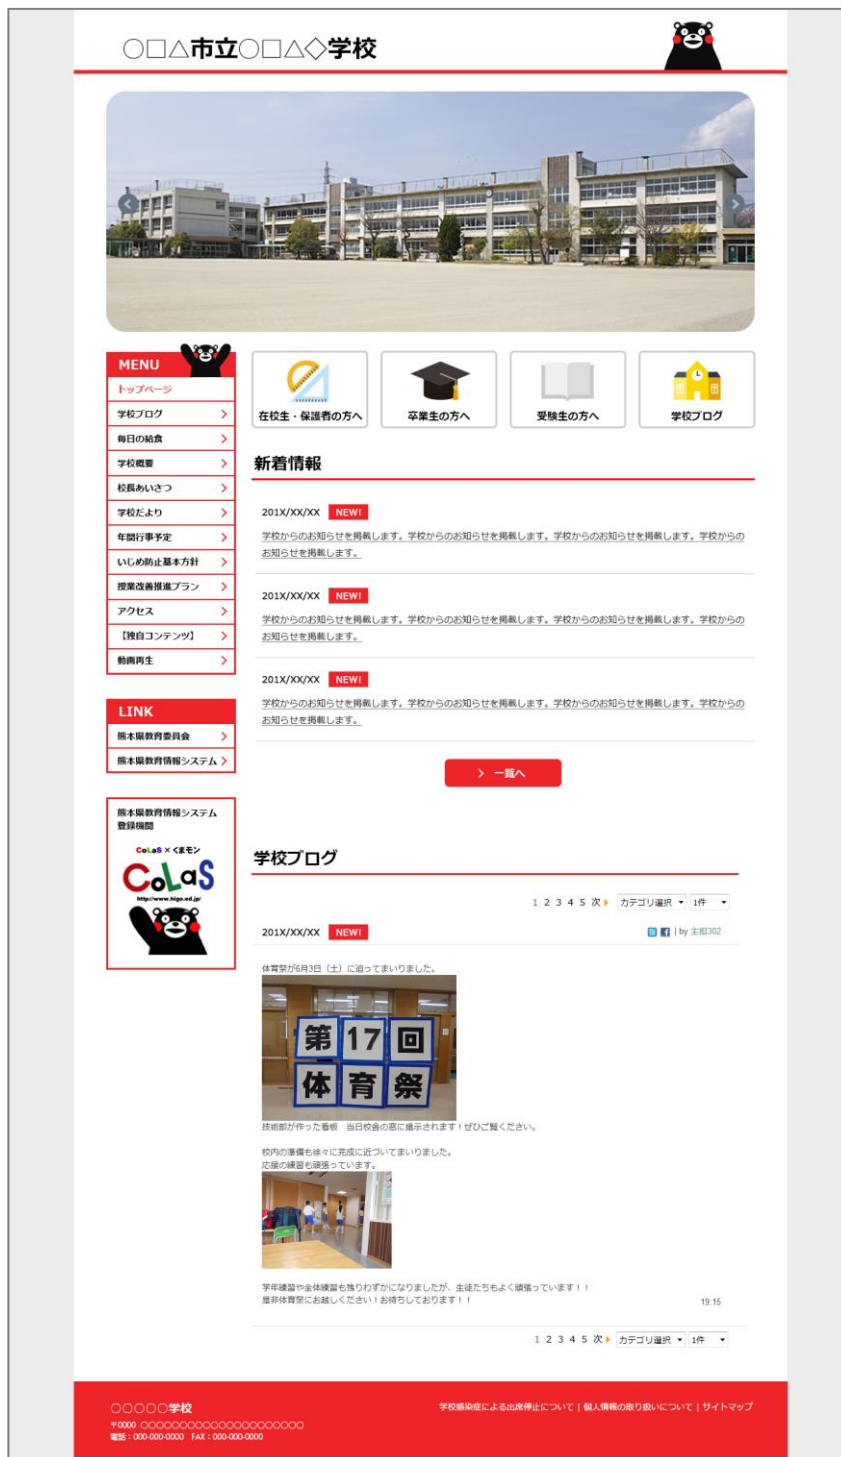 ○□△市立○□△◇学校
MENU
トップページ
学校ブログ
毎日の給食
学校概要
校長あいさつ
学校だより
年間行事予定
いじめ防止基本方針
授業改善推進プラン
アクセス
【独自コンテンツ】
動画再生
LINK
熊本県教育委員会
熊本県教育情報システム
熊本県教育情報システム
登録機関
CoLaS×くまモン
CoLaS
http://www.higo.ed.jp/
在校生・保護者の方へ
卒業生の方へ
受験生の方へ
学校ブログ
新着情報
201X/XX/XX NEW!
学校からのお知らせを掲載します。学校からのお知らせを掲載します。学校からのお知らせを掲載します。学校からの
お知らせを掲載します。
201X/XX/XX NEW!
学校からのお知らせを掲載します。学校からのお知らせを掲載します。学校からのお知らせを掲載します。学校からの
お知らせを掲載します。
201X/XX/XX NEW!
学校からのお知らせを掲載します。学校からのお知らせを掲載します。学校からのお知らせを掲載します。学校からの
お知らせを掲載します。
一覧へ
学校ブログ
1 2 3 4 5 次 カテゴリ選択 1件
201X/XX/XX NEW! | by 主担302
体育祭が6月3日（土）に迫ってまいりました。
第17回
体育祭
技術部が作った看板 当日校舎の窓に掲示されます！ぜひご覧ください。
校内の準備も徐々に完成に近づいてまいりました。
応援の練習も頑張っています。
学年練習や全体練習も残りわずかになりましたが、生徒たちもよく頑張っています！！
是非体育祭にお越しください！お待ちしております！！
19:15
1 2 3 4 5 次 カテゴリ選択 1件
○○○○○学校
〒0000 ○○○○○○○○○○○○○○○○○○○○○
電話：000-000-0000 FAX：000-000-0000
学校感染症による出席停止について | 個人情報の取り扱いについて | サイトマップ